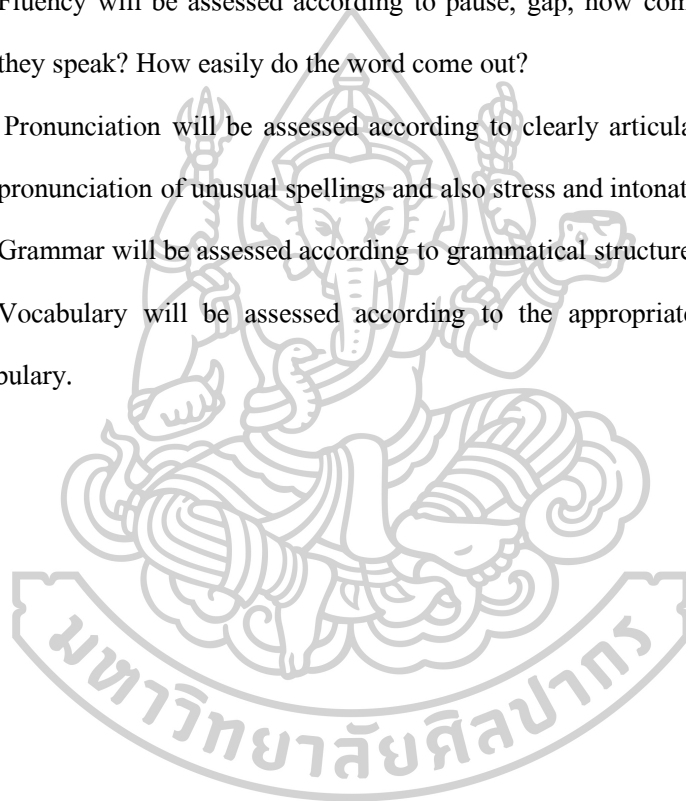 Fluency will be assessed according to pause, gap, how com
they speak? How easily do the word come out?
Pronunciation will be assessed according to clearly articula
pronunciation of unusual spellings and also stress and intonat
Grammar will be assessed according to grammatical structure
Vocabulary will be assessed according to the appropriate
bulary.
มหาวิทยาลัยศิลปากร